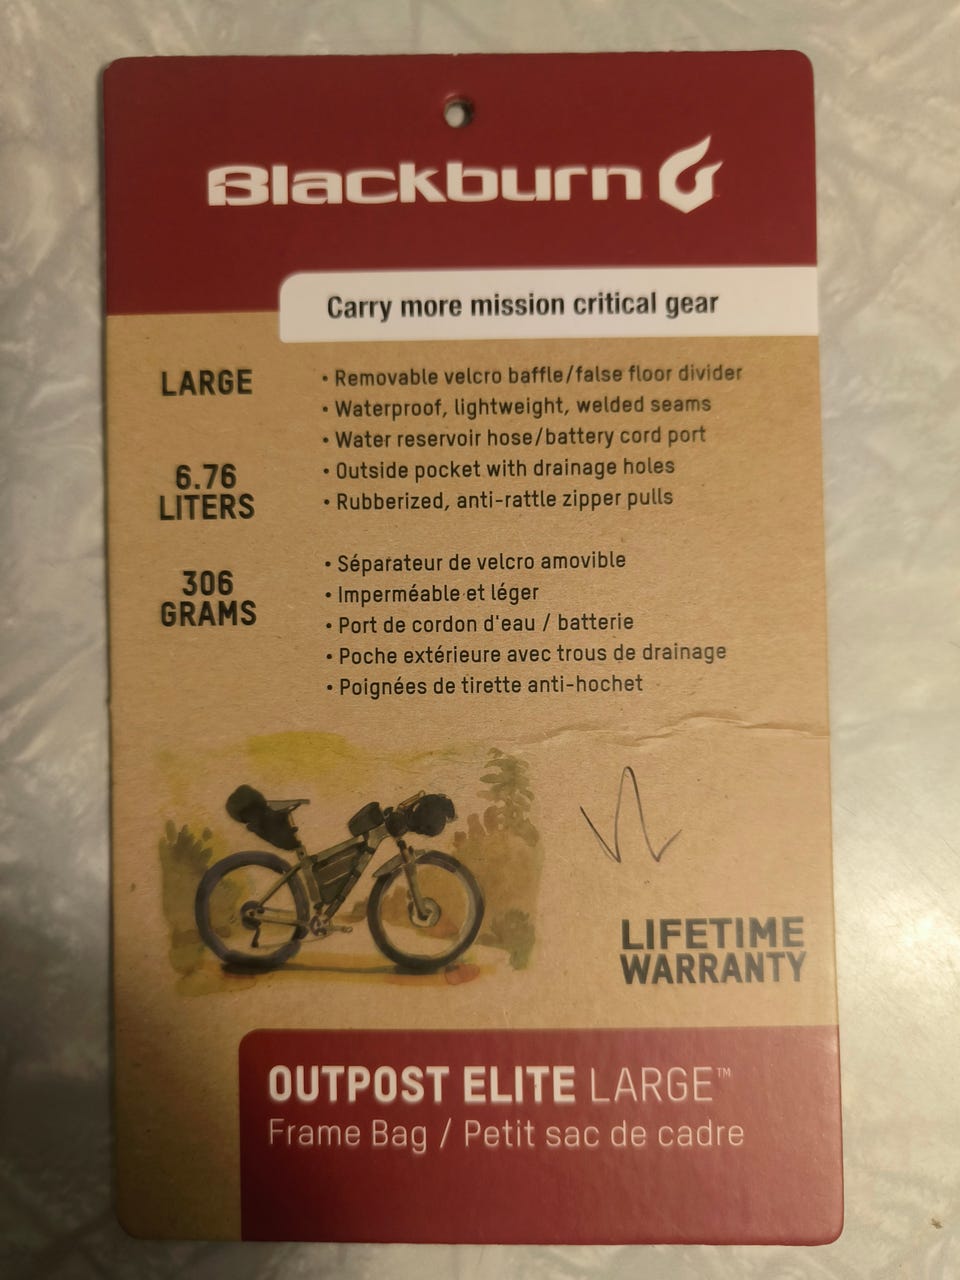 Blackburn
Carry more mission critical gear
LARGE
6.76
LITERS
306
GRAMS
• Removable velcro baffle/false floor divider
• Waterproof, lightweight, welded seams
• Water reservoir hose/battery cord port
• Outside pocket with drainage holes
• Rubberized, anti-rattle zipper pulls
• Séparateur de velcro amovible
• Imperméable et léger
• Port de cordon d'eau / batterie
• Poche extérieure avec trous de drainage
• Poignées de tirette anti-hochet
LIFETIME
WARRANTY
OUTPOST ELITE LARGE™
Frame Bag / Petit sac de cadre